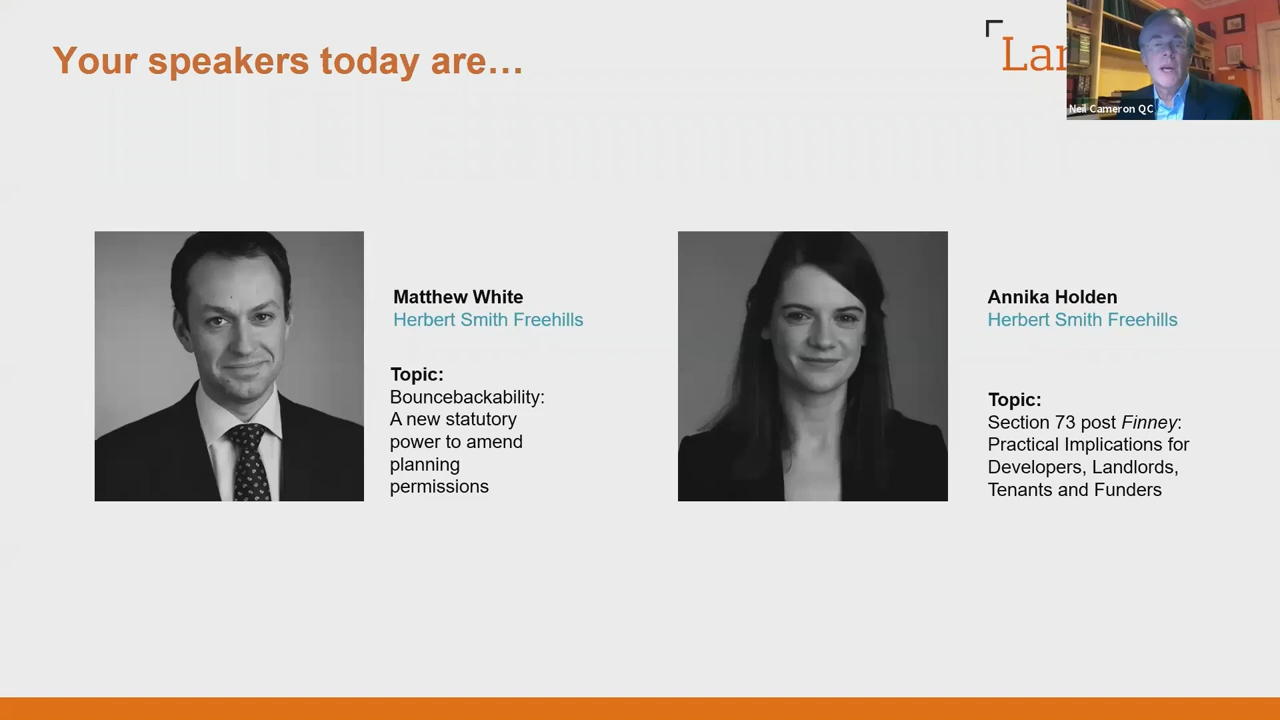 Your speakers today are…
Neil Cameron QC
Matthew White
Herbert Smith Freehills
Topic:
Bouncebackability:
A new statutory
power to amend
planning
permissions
Annika Holden
Herbert Smith Freehills
Topic:
Section 73 post Finney:
Practical Implications for
Developers, Landlords,
Tenants and Funders